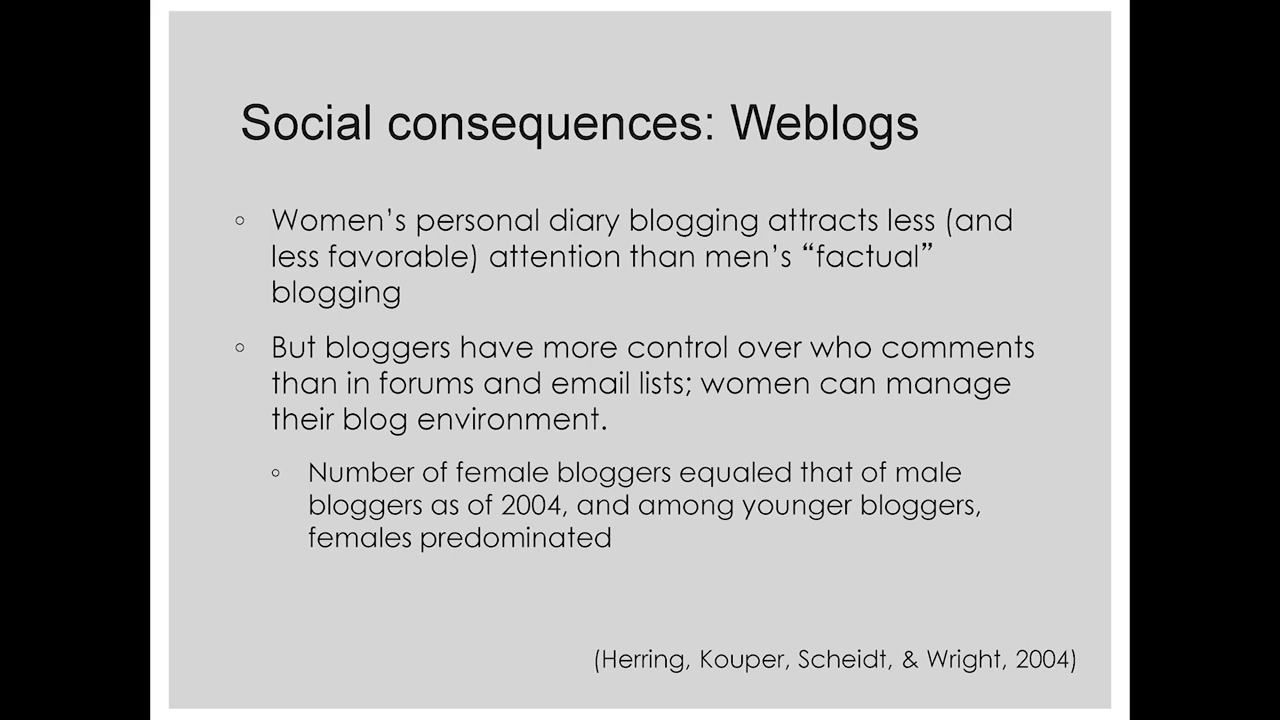 Social consequences: Weblogs
◦ Women’s personal diary blogging attracts less (and
less favorable) attention than men’s “factual”
blogging
◦ But bloggers have more control over who comments
than in forums and email lists; women can manage
their blog environment.
◦ Number of female bloggers equaled that of male
bloggers as of 2004, and among younger bloggers,
females predominated
(Herring, Kouper, Scheidt, & Wright, 2004)